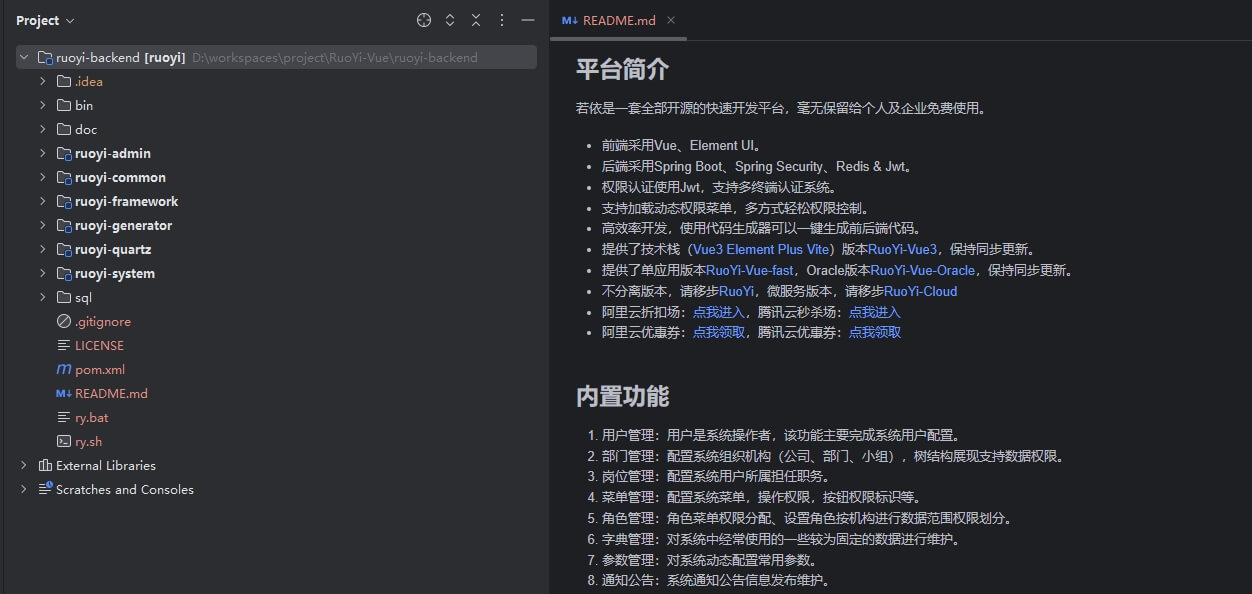 Project
ruoyi-backend [ruoyi] D:\workspaces\project\RuoYi-Vue\ruoyi-backend
.idea
bin
doc
ruoyi-admin
ruoyi-common
ruoyi-framework
ruoyi-generator
ruoyi-quartz
ruoyi-system
sql
.gitignore
LICENSE
pom.xml
README.md
ry.bat
ry.sh
External Libraries
Scratches and Consoles
README.md
平台简介
若依是一套全部开源的快速开发平台，毫无保留给个人及企业免费使用。
• 前端采用Vue、Element UI。
• 后端采用Spring Boot、Spring Security、Redis & Jwt。
• 权限认证使用Jwt，支持多终端认证系统。
• 支持加载动态权限菜单，多方式轻松权限控制。
• 高效率开发，使用代码生成器可以一键生成前后端代码。
• 提供了技术栈（Vue3 Element Plus Vite）版本RuoYi-Vue3，保持同步更新。
• 提供了单应用版本RuoYi-Vue-fast，Oracle版本RuoYi-Vue-Oracle，保持同步更新。
• 不分离版本，请移步RuoYi，微服务版本，请移步RuoYi-Cloud
• 阿里云折扣场：点我进入，腾讯云秒杀场：点我进入
• 阿里云优惠券：点我领取，腾讯云优惠券：点我领取
内置功能
1. 用户管理：用户是系统操作者，该功能主要完成系统用户配置。
2. 部门管理：配置系统组织机构（公司、部门、小组），树结构展现支持数据权限。
3. 岗位管理：配置系统用户所属担任职务。
4. 菜单管理：配置系统菜单，操作权限，按钮权限标识等。
5. 角色管理：角色菜单权限分配、设置角色按机构进行数据范围权限划分。
6. 字典管理：对系统中经常使用的一些较为固定的数据进行维护。
7. 参数管理：对系统动态配置常用参数。
8. 通知公告：系统通知公告信息发布维护。